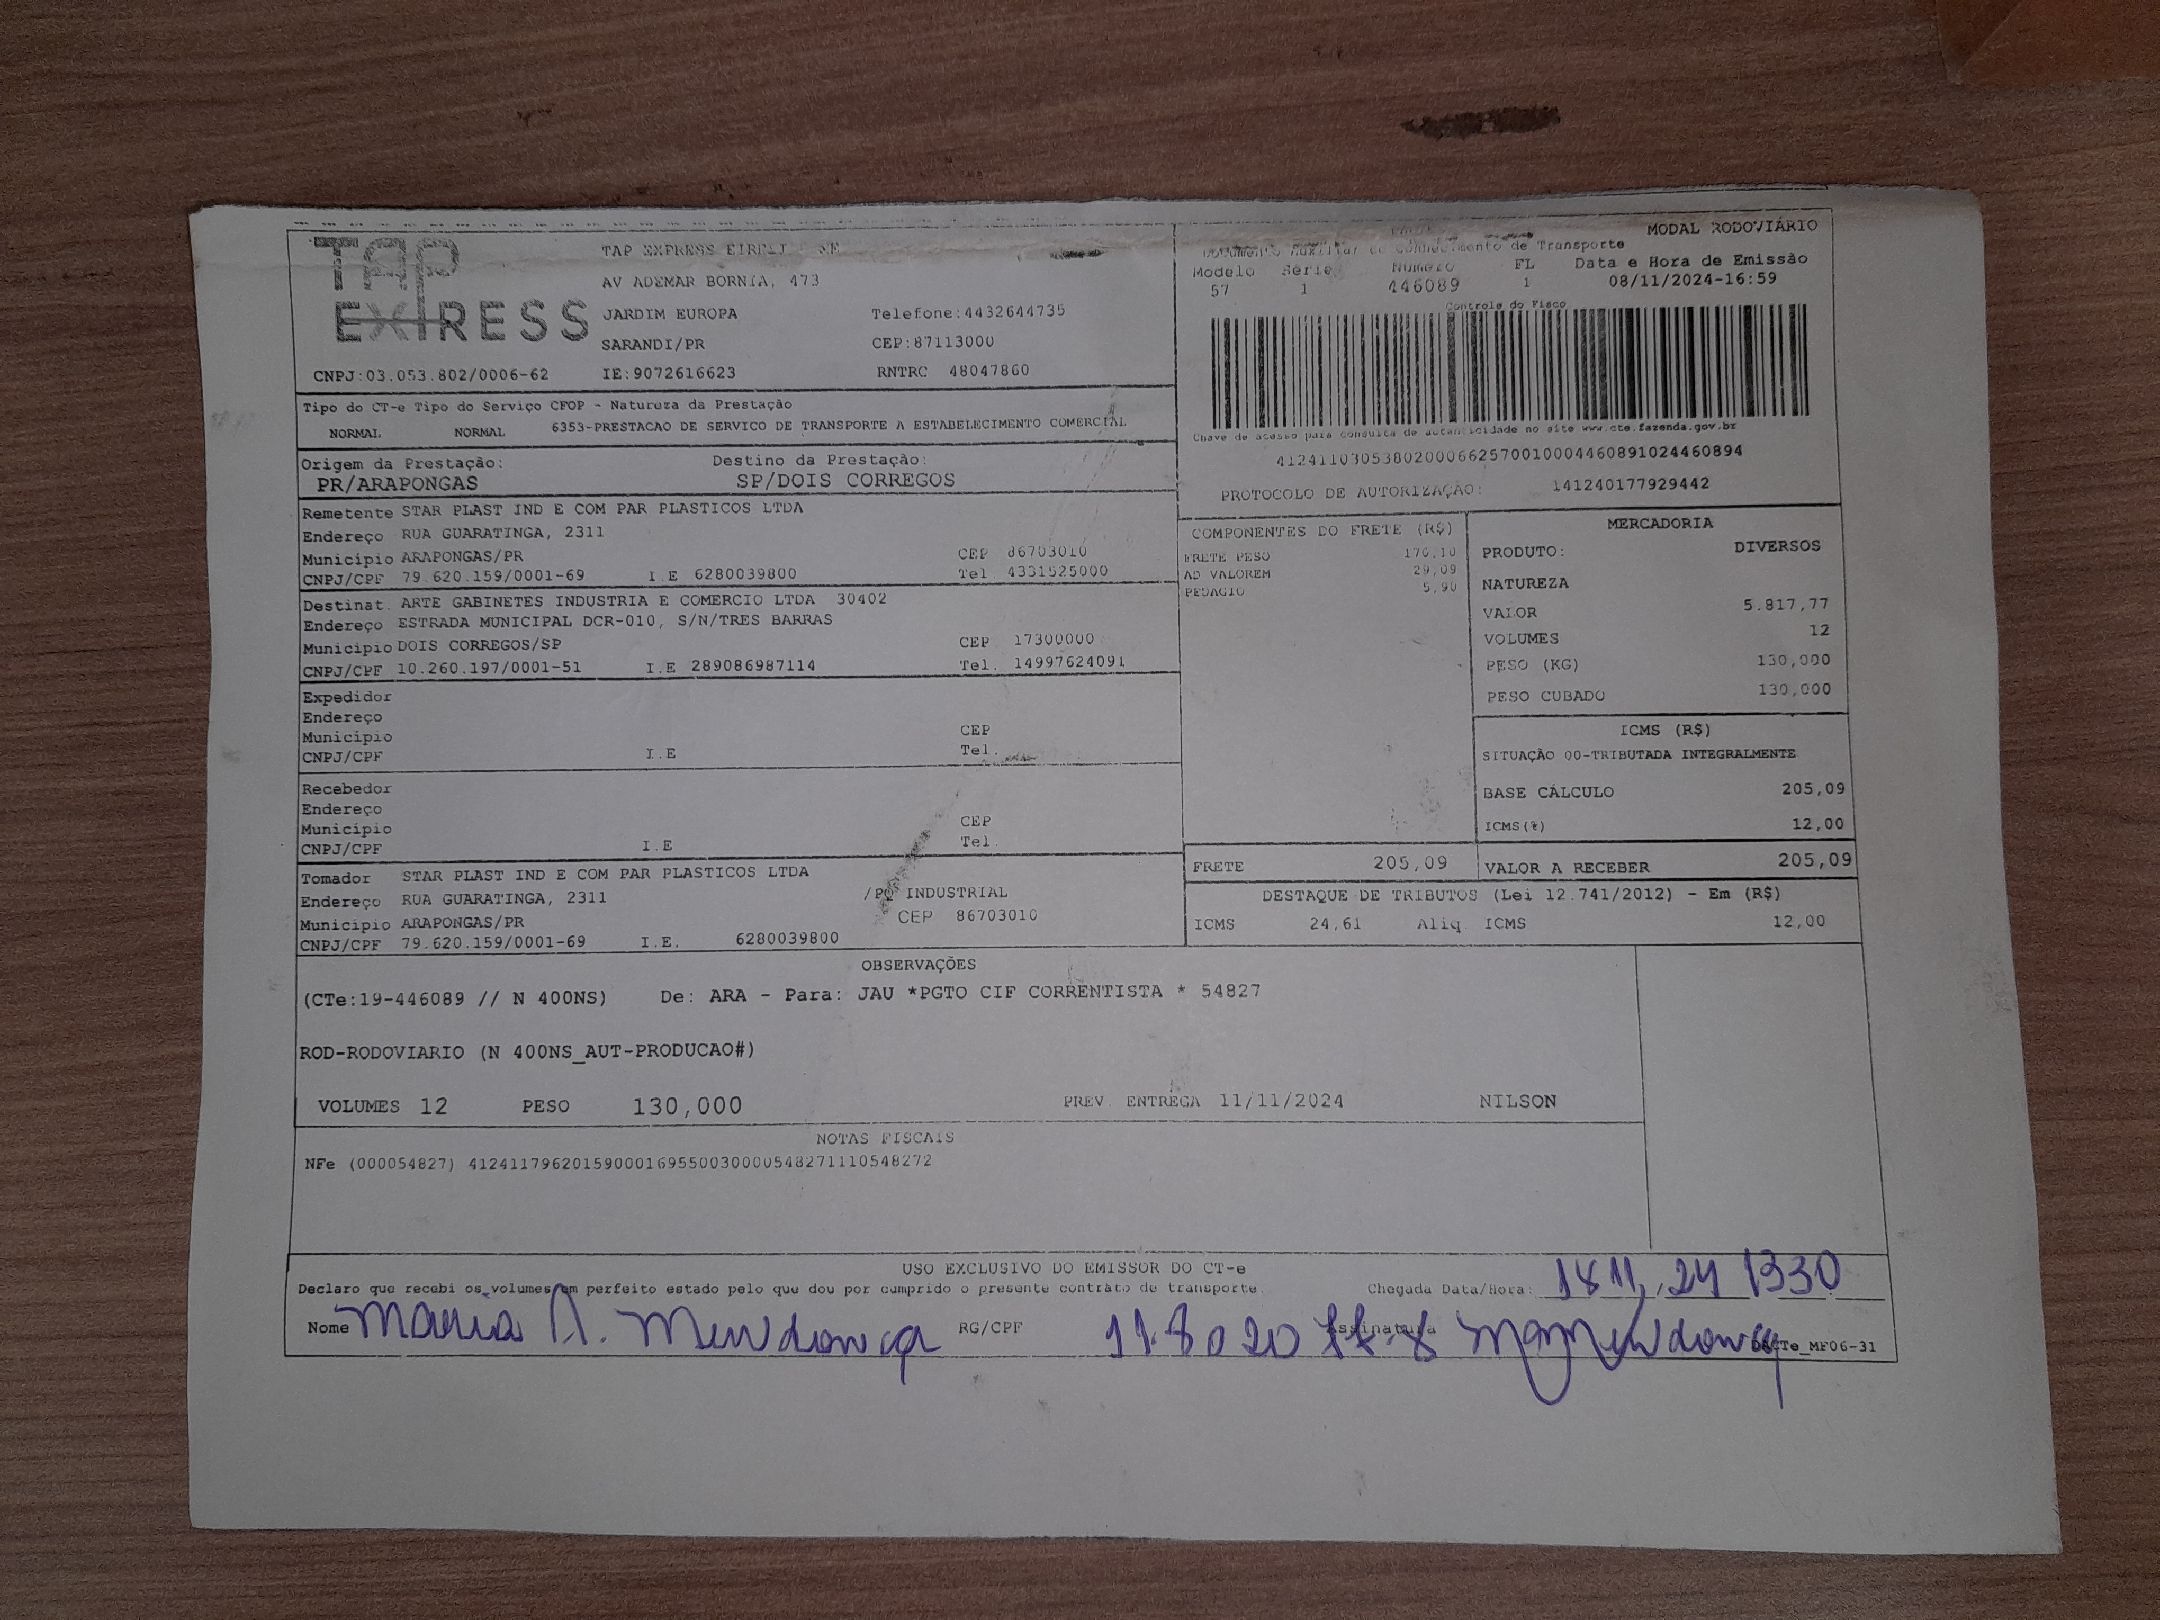 TAP
EXPRESS
TAP EXPRESS EIRELI
AV ADEMAR BORNIA, 473
JARDIM EUROPA Telefone:4432644735
SARANDI/PR CEP:87113000
CNPJ:03.053.802/0006-62 IE:9072616623 RNTRC 48047860
MODAL RODOVIÁRIO
Documento Auxiliar de Conhecimento de Transporte
Modelo Série Número FL Data e Hora de Emissão
57 1 446089 1 08/11/2024-16:59
Controle do Fisco
Chave de acesso para consulta de autenticidade no site www.cte.fazenda.gov.br
41241103053802000662570010004460891024460894
PROTOCOLO DE AUTORIZAÇÃO: 141240177929442
Tipo do CT-e Tipo do Serviço CFOP - Natureza da Prestação
NORMAL NORMAL 6353-PRESTACAO DE SERVICO DE TRANSPORTE A ESTABELECIMENTO COMERCIAL
Origem da Prestação: Destino da Prestação:
PR/ARAPONGAS SP/DOIS CORREGOS
Remetente STAR PLAST IND E COM PAR PLASTICOS LTDA
Endereço RUA GUARATINGA, 2311
Município ARAPONGAS/PR CEP 86703010
CNPJ/CPF 79.620.159/0001-69 I.E 6280039800 Tel. 4331525000
Destinat. ARTE GABINETES INDUSTRIA E COMERCIO LTDA 30402
Endereço ESTRADA MUNICIPAL DCR-010, S/N/TRES BARRAS
Município DOIS CORREGOS/SP CEP 17300000
CNPJ/CPF 10.260.197/0001-51 I.E 289086987114 Tel. 14997624091
Expedidor
Endereço
Município CEP
CNPJ/CPF I.E Tel.
Recebedor
Endereço
Município CEP
CNPJ/CPF I.E Tel.
Tomador STAR PLAST IND E COM PAR PLASTICOS LTDA
Endereço RUA GUARATINGA, 2311 INDUSTRIAL
Município ARAPONGAS/PR CEP 86703010
CNPJ/CPF 79.620.159/0001-69 I.E. 6280039800
COMPONENTES DO FRETE (R$)
FRETE PESO 170,10
AD VALOREM 29,09
PEDAGIO 5,90
MERCADORIA
PRODUTO: DIVERSOS
NATUREZA
VALOR 5.817,77
VOLUMES 12
PESO (KG) 130,000
PESO CUBADO 130,000
ICMS (R$)
SITUAÇÃO 00-TRIBUTADA INTEGRALMENTE
BASE CÁLCULO 205,09
ICMS(%) 12,00
FRETE 205,09 VALOR A RECEBER 205,09
DESTAQUE DE TRIBUTOS (Lei 12.741/2012) - Em (R$)
ICMS 24,61 Aliq. ICMS 12,00
OBSERVAÇÕES
(CTe:19-446089 // N 400NS) De: ARA - Para: JAU *PGTO CIF CORRENTISTA * 54827
ROD-RODOVIARIO (N 400NS_AUT-PRODUCAO#)
VOLUMES 12 PESO 130,000 PREV. ENTREGA 11/11/2024 NILSON
NOTAS FISCAIS
NFe (000054827) 41241179620159000169550030000548271110548272
USO EXCLUSIVO DO EMISSOR DO CT-e
Declaro que recebi os volumes em perfeito estado pelo que dou por cumprido o presente contrato de transporte. Chegada Data/Hora: 18 11, 24 1330
Nome Maria A. Mendonça RG/CPF Assinatura
DACTe_MF06-31